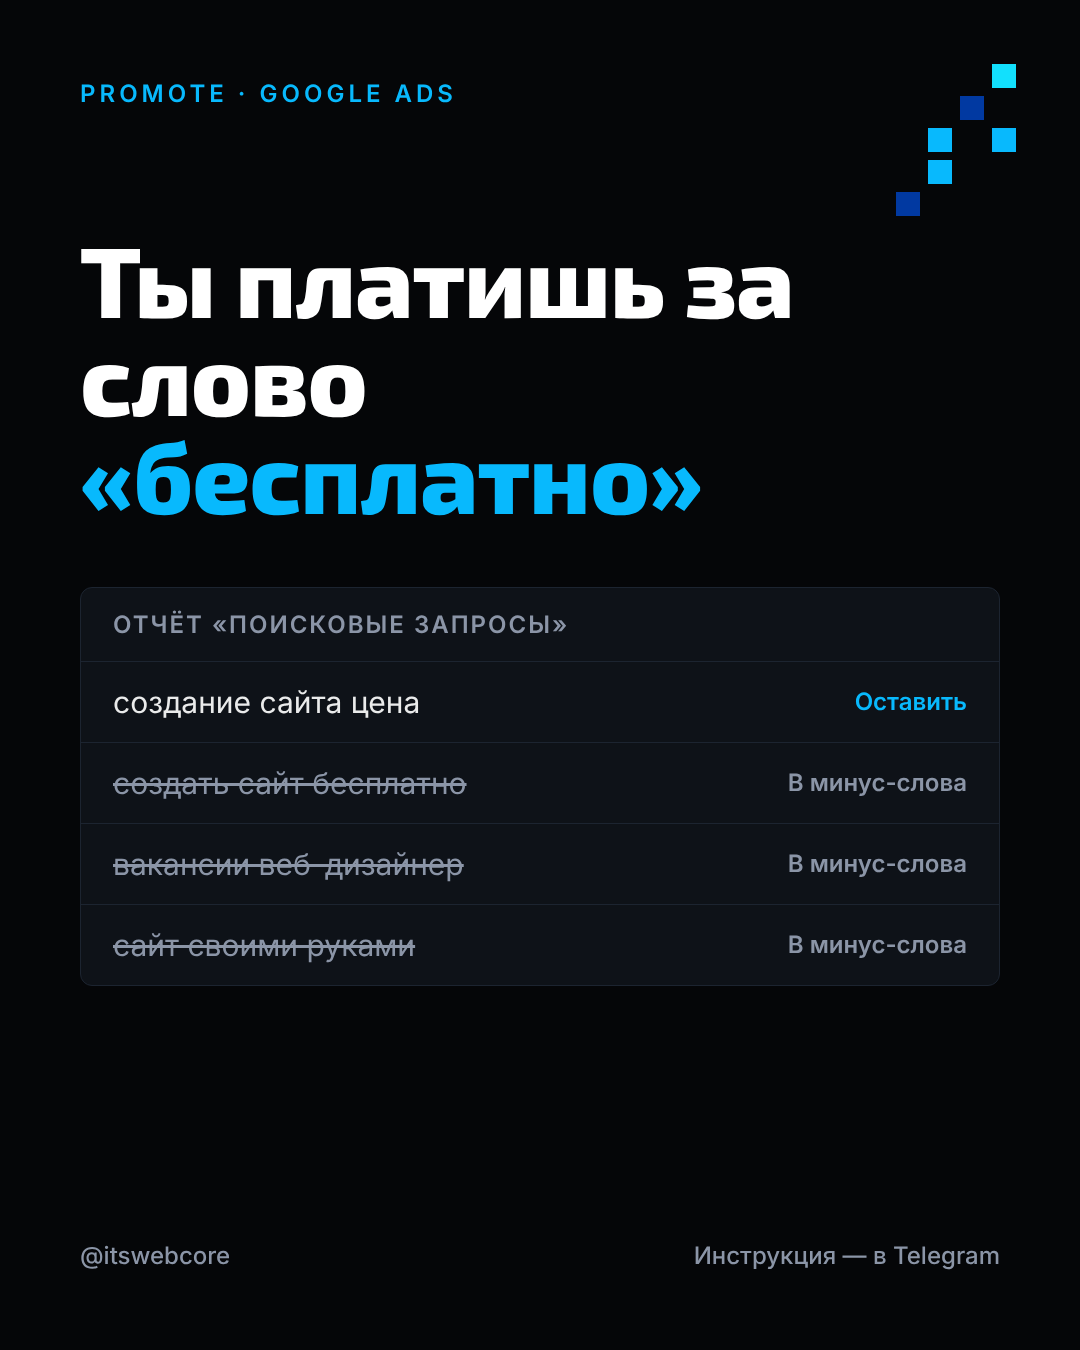 PROMOTE · GOOGLE ADS
Ты платишь за
слово
«бесплатно»
ОТЧЁТ «ПОИСКОВЫЕ ЗАПРОСЫ»
создание сайта цена
Оставить
создать сайт бесплатно
В минус-слова
вакансии веб-дизайнер
В минус-слова
сайт своими руками
В минус-слова
@itswebcore
Инструкция — в Telegram